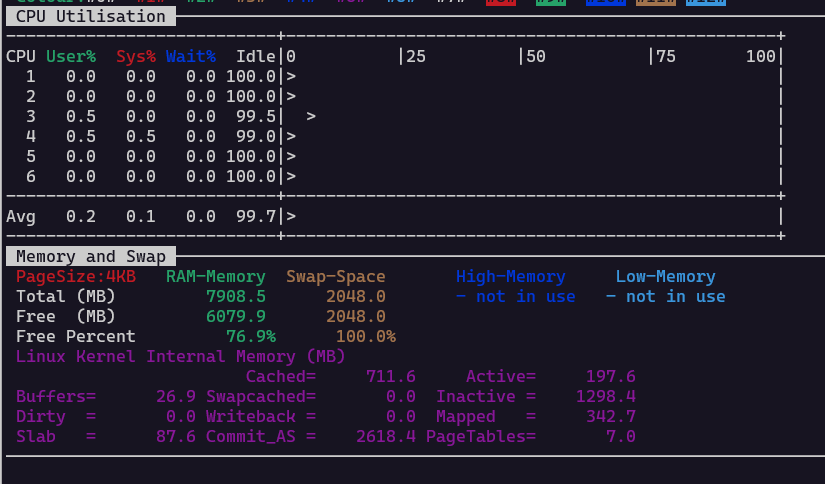 CPU Utilisation
CPU User% Sys% Wait% Idle|0 |25 |50 |75 100|
1 0.0 0.0 0.0 100.0|> |
2 0.0 0.0 0.0 100.0|> |
3 0.5 0.0 0.0 99.5| > |
4 0.5 0.5 0.0 99.0|> |
5 0.0 0.0 0.0 100.0|> |
6 0.0 0.0 0.0 100.0|> |
Avg 0.2 0.1 0.0 99.7|> |
Memory and Swap
PageSize:4KB RAM-Memory Swap-Space High-Memory Low-Memory
Total (MB) 7908.5 2048.0 - not in use - not in use
Free (MB) 6079.9 2048.0
Free Percent 76.9% 100.0%
Linux Kernel Internal Memory (MB)
Cached= 711.6 Active= 197.6
Buffers= 26.9 Swapcached= 0.0 Inactive = 1298.4
Dirty = 0.0 Writeback = 0.0 Mapped = 342.7
Slab = 87.6 Commit_AS = 2618.4 PageTables= 7.0